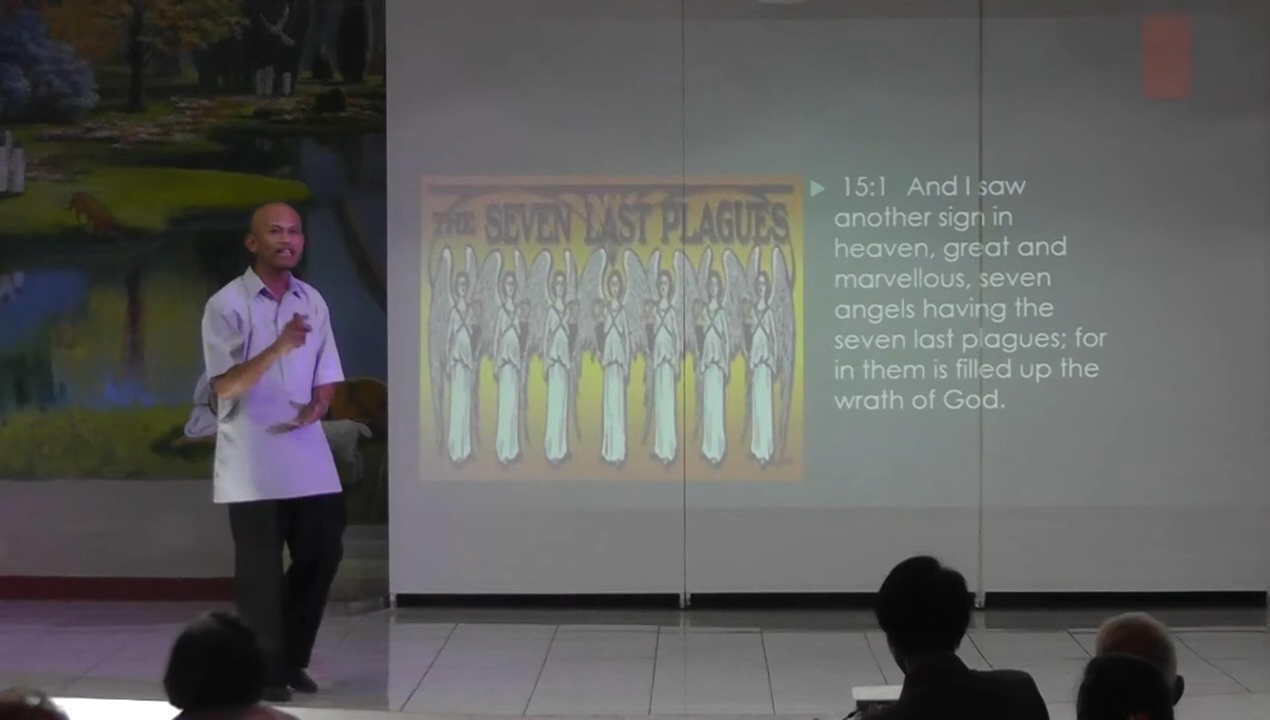 THE SEVEN LAST PLAGUES
15:1 And I saw
another sign in
heaven, great and
marvellous, seven
angels having the
seven last plagues; for
in them is filled up the
wrath of God.